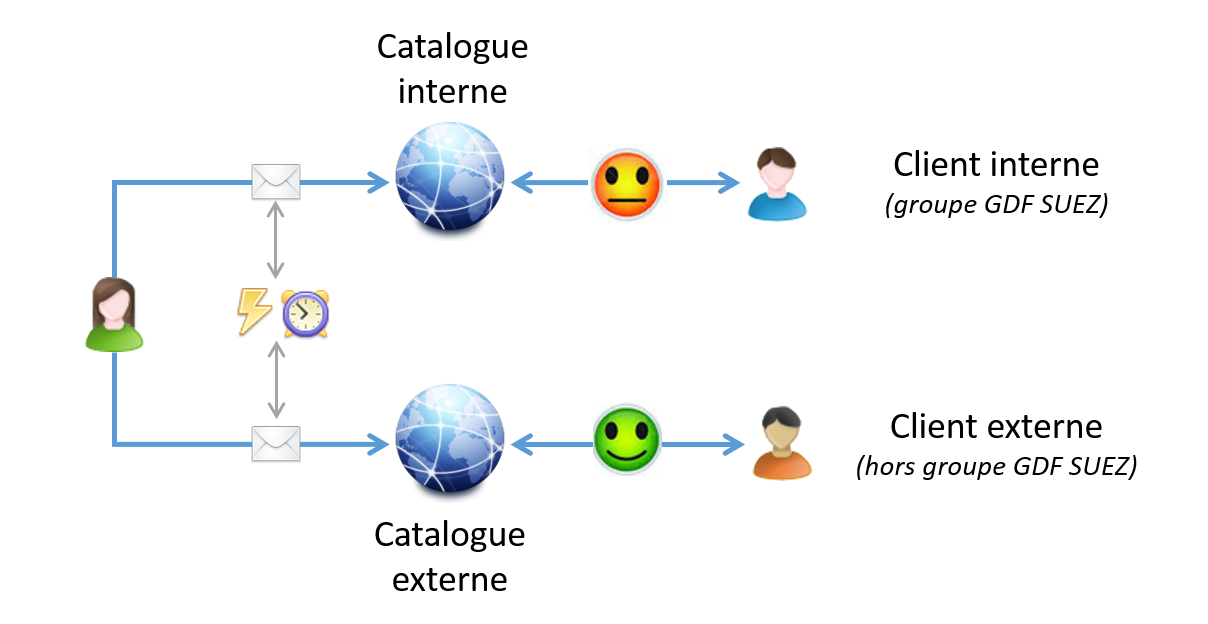 Catalogue
interne
Client interne
(groupe GDF SUEZ)
Client externe
(hors groupe GDF SUEZ)
Catalogue
externe